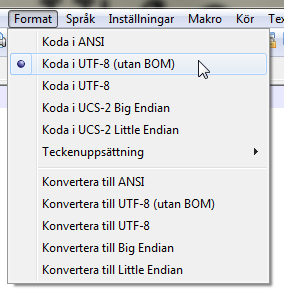 Format Språk Inställningar Makro Kör
Koda i ANSI
Koda i UTF-8 (utan BOM)
Koda i UTF-8
Koda i UCS-2 Big Endian
Koda i UCS-2 Little Endian
Teckenuppsättning
Konvertera till ANSI
Konvertera till UTF-8 (utan BOM)
Konvertera till UTF-8
Konvertera till Big Endian
Konvertera till Little Endian